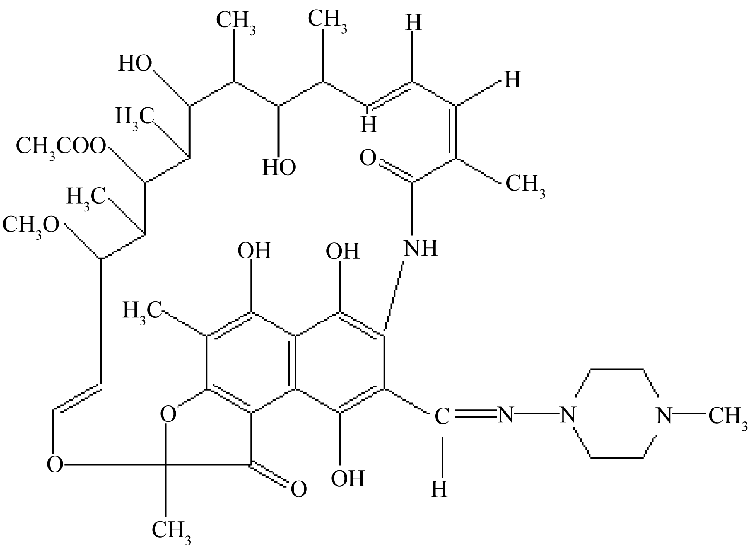 CH₃ CH₃ H
HO H
H₃C H
CH₃COO O HO
H₃C CH₃
CH₃O
OH OH NH
H₃C
O C N N N CH₃
O OH O H
CH₃